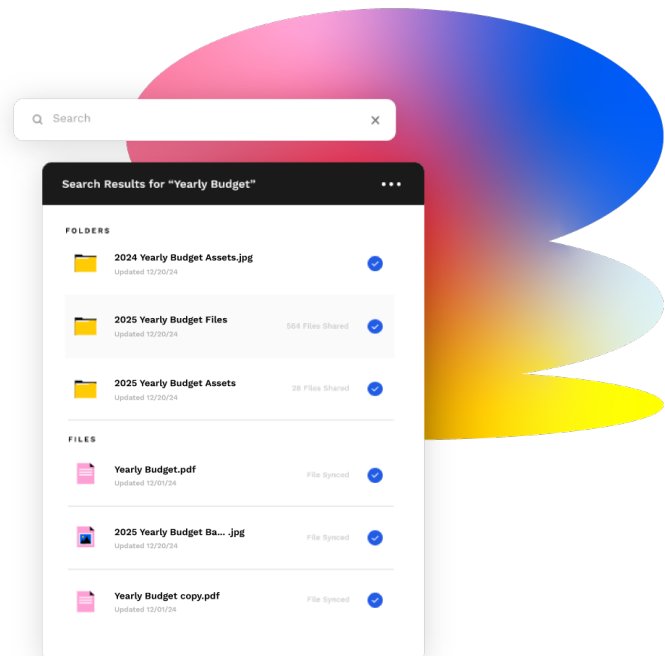 Search
Search Results for “Yearly Budget”
FOLDERS
2024 Yearly Budget Assets.jpg
Updated 12/20/24
2025 Yearly Budget Files
584 Files Shared
Updated 12/20/24
2025 Yearly Budget Assets
38 Files Shared
Updated 12/20/24
FILES
Yearly Budget.pdf
File Synced
Updated 12/01/24
2025 Yearly Budget Ba... .jpg
File Synced
Updated 12/20/24
Yearly Budget copy.pdf
File Synced
Updated 12/01/24